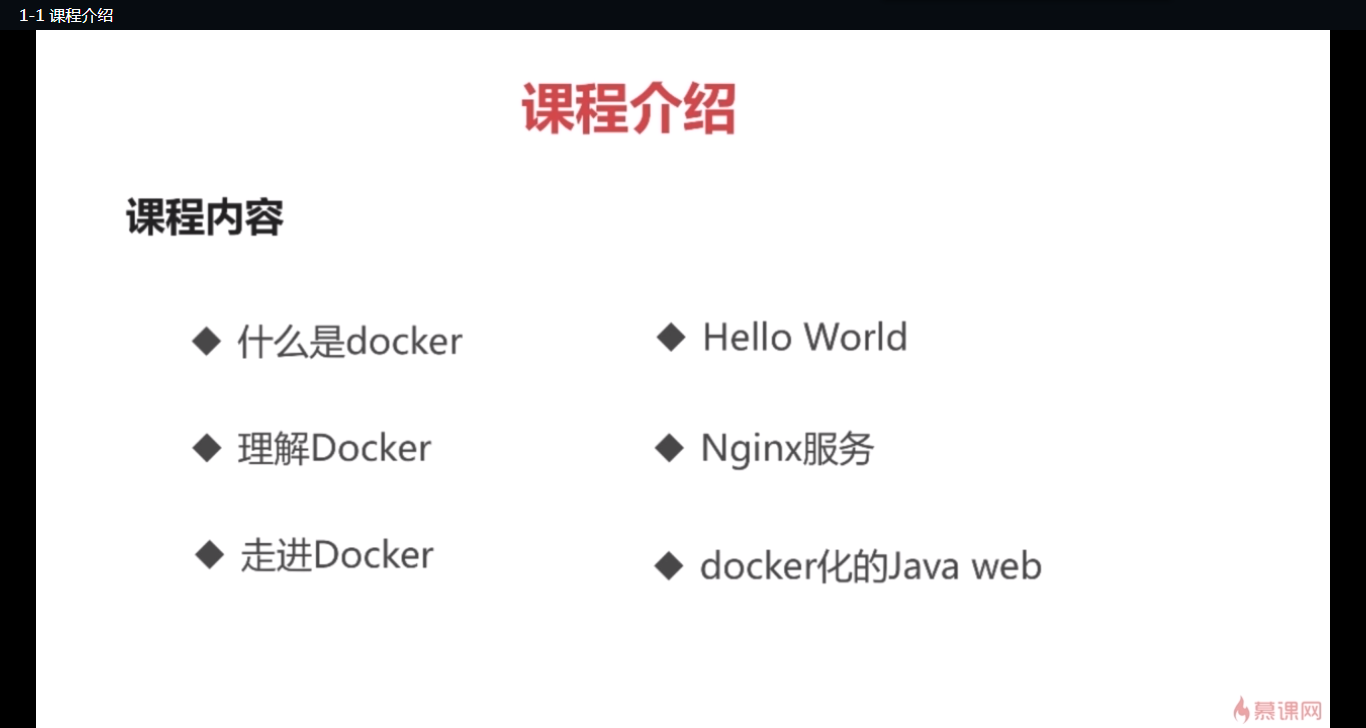 1-1 课程介绍
课程介绍
课程内容
什么是docker
理解Docker
走进Docker
Hello World
Nginx服务
docker化的Java web
慕课网